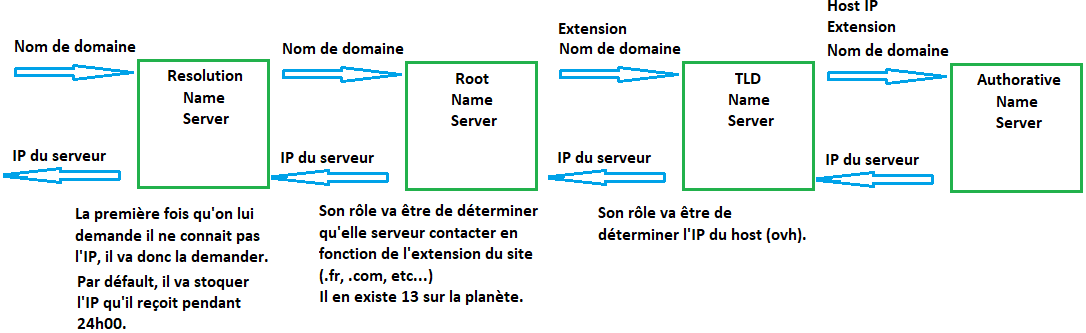 Nom de domaine
Resolution
Name
Server
IP du serveur
La première fois qu'on lui
demande il ne connait pas
l'IP, il va donc la demander.
Par défault, il va stoquer
l'IP qu'il reçoit pendant
24h00.
Nom de domaine
Root
Name
Server
IP du serveur
Son rôle va être de déterminer
qu'elle serveur contacter en
fonction de l'extension du site
(.fr, .com, etc...)
Il en existe 13 sur la planète.
Extension
Nom de domaine
TLD
Name
Server
IP du serveur
Son rôle va être de
déterminer l'IP du host (ovh).
Host IP
Extension
Nom de domaine
Authorative
Name
Server
IP du serveur